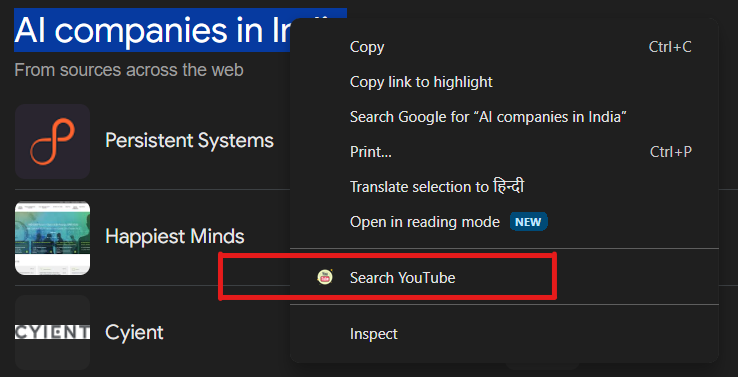 AI companies in India
From sources across the web
Persistent Systems
Happiest Minds
CYIENT
Cyient
Copy Ctrl+C
Copy link to highlight
Search Google for “AI companies in India”
Print... Ctrl+P
Translate selection to हिन्दी
Open in reading mode NEW
Search YouTube
Inspect